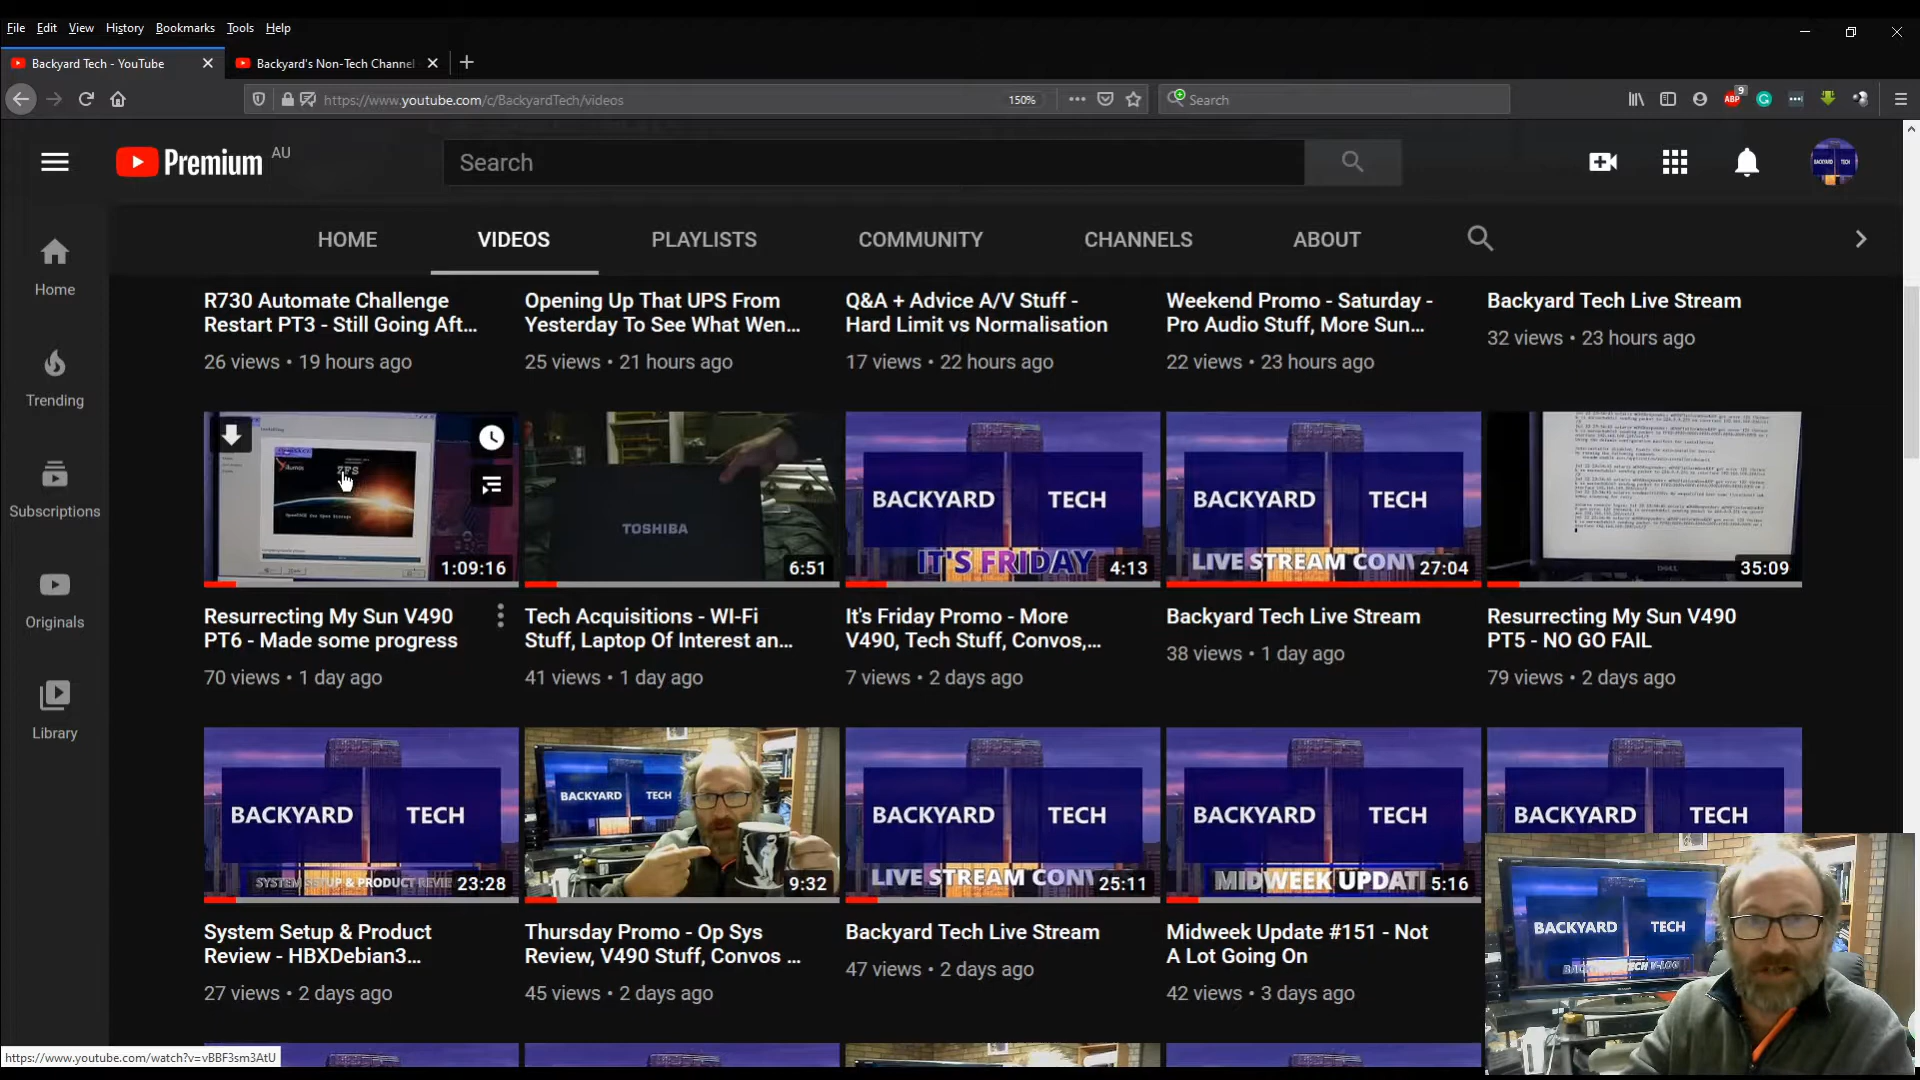 File Edit View History Bookmarks Tools Help
Backyard Tech - YouTube
Backyard's Non-Tech Channel
https://www.youtube.com/c/BackyardTech/videos
150%
Search
ABP
9
Premium AU
Search
HOME VIDEOS PLAYLISTS COMMUNITY CHANNELS ABOUT
Home
Trending
Subscriptions
Originals
Library
R730 Automate Challenge
Restart PT3 - Still Going Aft...
26 views • 19 hours ago
Opening Up That UPS From
Yesterday To See What Wen...
25 views • 21 hours ago
Q&A + Advice A/V Stuff -
Hard Limit vs Normalisation
17 views • 22 hours ago
Weekend Promo - Saturday -
Pro Audio Stuff, More Sun...
22 views • 23 hours ago
Backyard Tech Live Stream
32 views • 23 hours ago
ZFS
1:09:16
Resurrecting My Sun V490
PT6 - Made some progress
70 views • 1 day ago
TOSHIBA
6:51
Tech Acquisitions - WI-Fi
Stuff, Laptop Of Interest an...
41 views • 1 day ago
BACKYARD TECH
IT'S FRIDAY
4:13
It's Friday Promo - More
V490, Tech Stuff, Convos,...
7 views • 2 days ago
BACKYARD TECH
LIVE STREAM CONV
27:04
Backyard Tech Live Stream
38 views • 1 day ago
DELL
35:09
Resurrecting My Sun V490
PT5 - NO GO FAIL
79 views • 2 days ago
BACKYARD TECH
SYSTEM SETUP & PRODUCT REVIE
23:28
System Setup & Product
Review - HBXDebian3...
27 views • 2 days ago
BACKYARD TECH
9:32
Thursday Promo - Op Sys
Review, V490 Stuff, Convos ...
45 views • 2 days ago
BACKYARD TECH
LIVE STREAM CONV
25:11
Backyard Tech Live Stream
47 views • 2 days ago
BACKYARD TECH
MIDWEEK UPDATI
5:16
Midweek Update #151 - Not
A Lot Going On
42 views • 3 days ago
BACKYARD TECH
BACKYARD TECH
https://www.youtube.com/watch?v=vBBF3sm3AtU